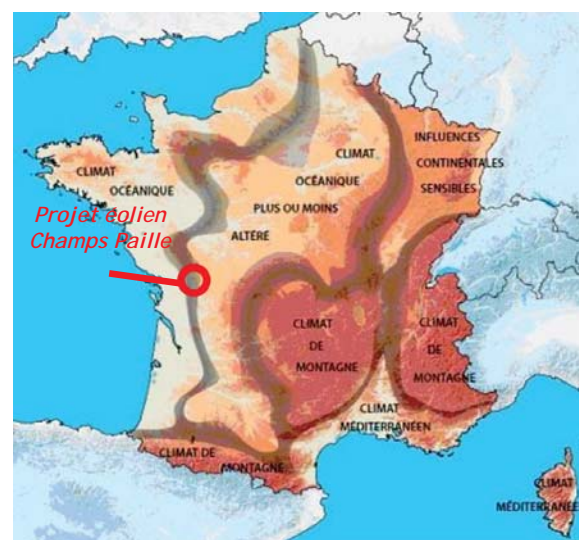 INFLUENCES
CONTINENTALES
SENSIBLES
CLIMAT
OCÉANIQUE
PLUS OU MOINS
ALTÉRÉ
CLIMAT
OCÉANIQUE
Projet éolien
Champs Paille
CLIMAT
DE
MONTAGNE
CLIMAT
DE
MONTAGNE
CLIMAT
MÉDITERRANÉEN
CLIMAT DE
MONTAGNE
CLIMAT
MÉDITERRANÉE